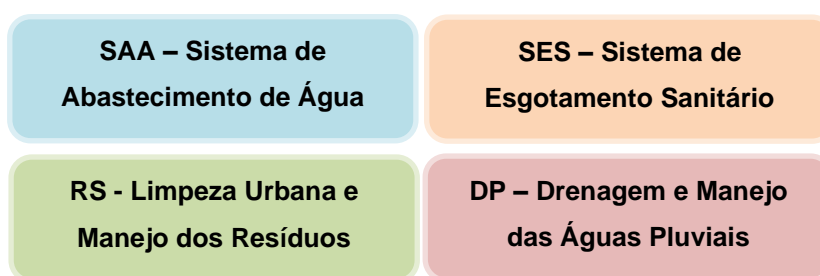 SAA – Sistema de
Abastecimento de Água
SES – Sistema de
Esgotamento Sanitário
RS - Limpeza Urbana e
Manejo dos Resíduos
DP – Drenagem e Manejo
das Águas Pluviais